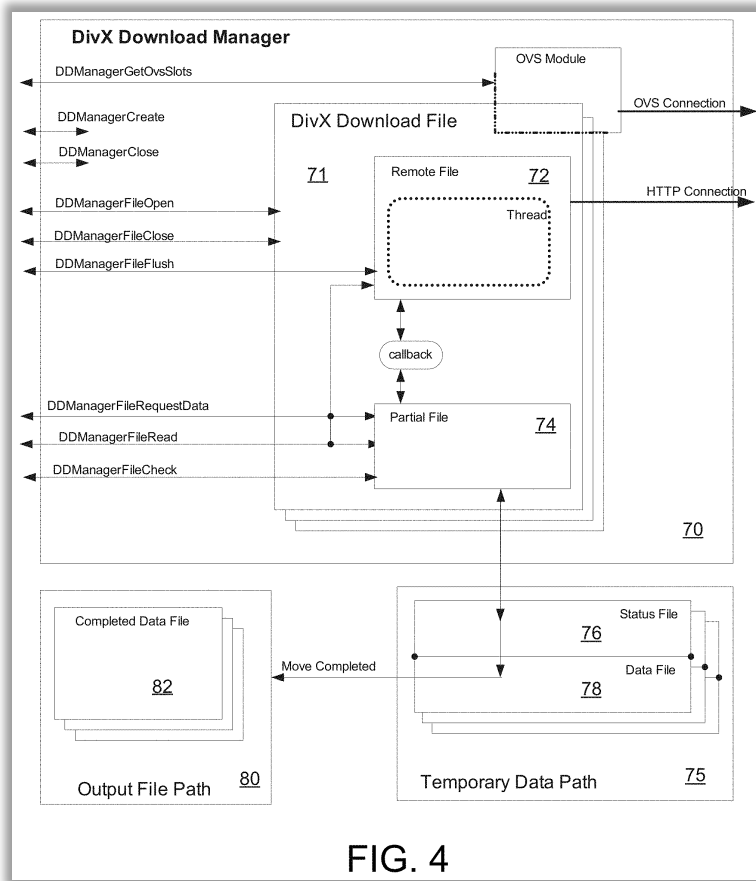 DivX Download Manager
OVS Module
DDManagerGetOvsSlots
OVS Connection
DDManagerCreate
DivX Download File
DDManagerClose
71
Remote File
72
HTTP Connection
DDManagerFileOpen
Thread
DDManagerFileClose
DDManagerFileFlush
callback
DDManagerFileRequestData
Partial File
74
DDManagerFileRead
DDManagerFileCheck
70
Completed Data File
Status File
76
Move Completed
Data File
82
78
Output File Path
80
Temporary Data Path
75
FIG. 4